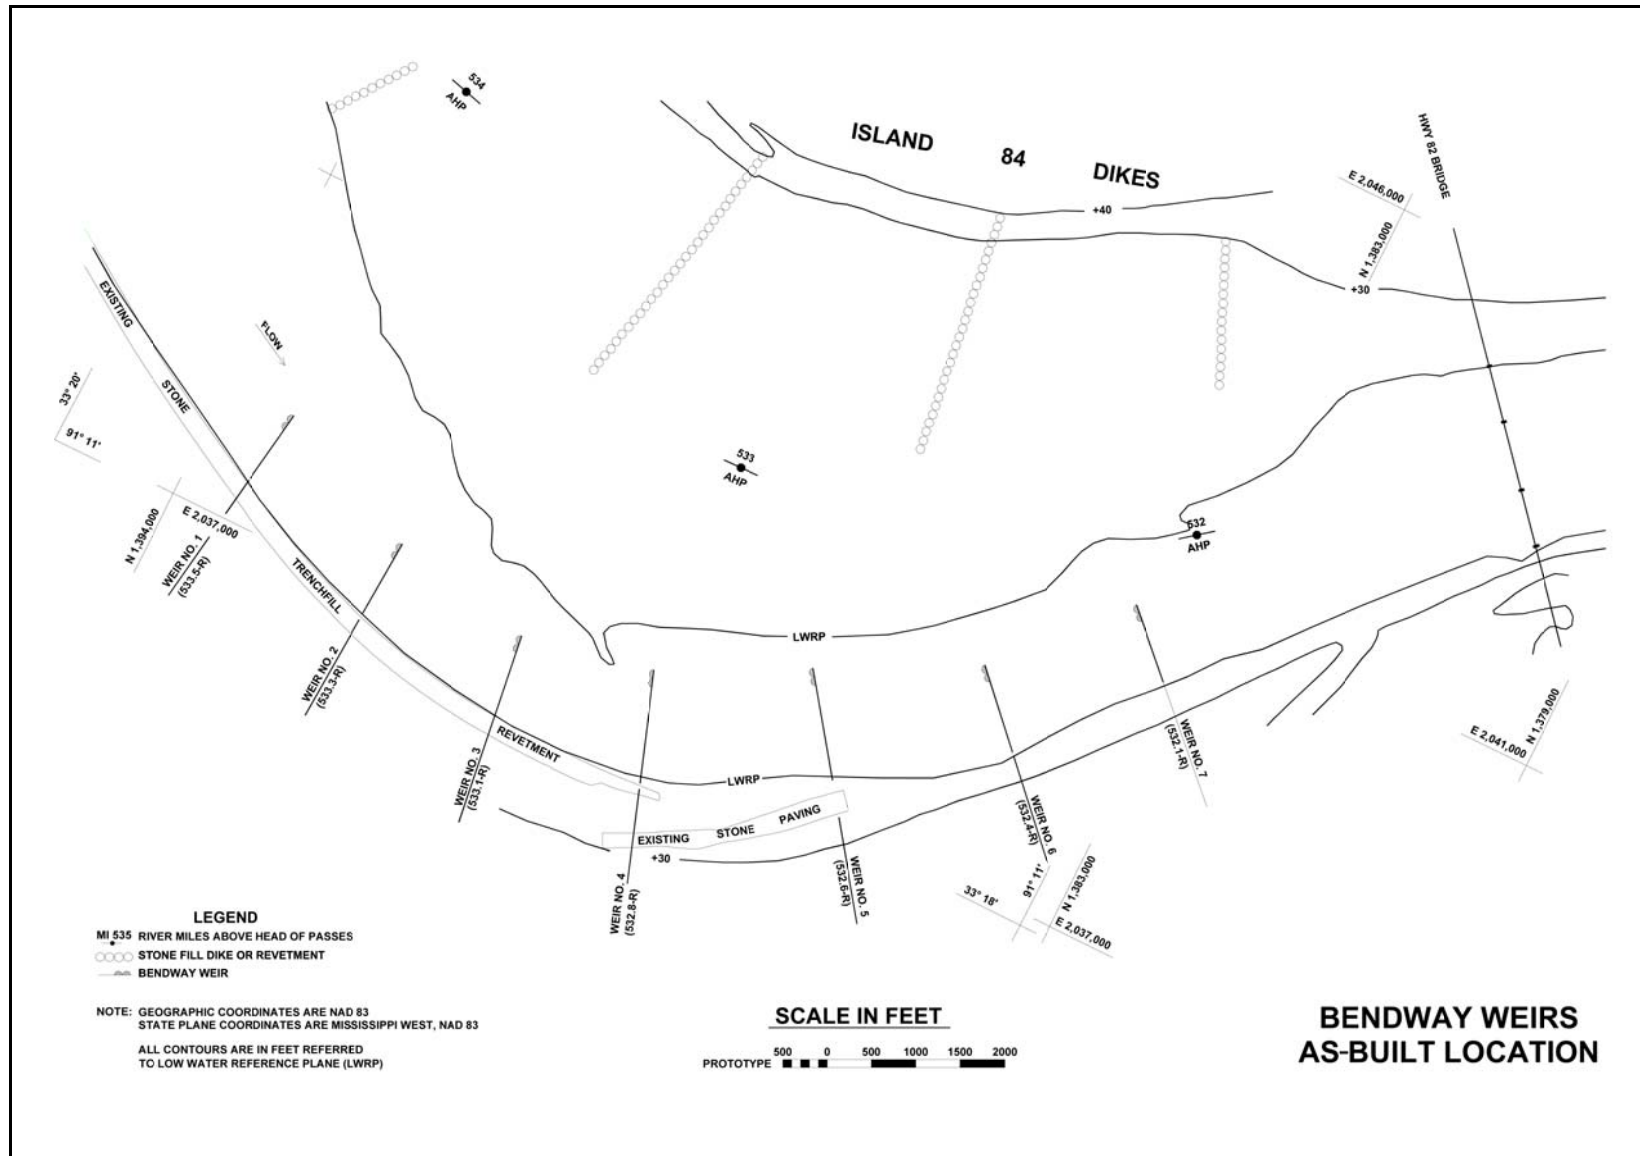 534
AHP
ISLAND 84 DIKES
HWY 82 BRIDGE
E 2,046,000
N 1,383,000
+40
+30
EXISTING STONE TRENCHFILL REVETMENT
FLOW
33° 20'
91° 11'
N 1,394,000
E 2,037,000
WEIR NO. 1
(533.5-R)
533
AHP
532
AHP
WEIR NO. 2
(533.3-R)
LWRP
WEIR NO. 3
(533.1-R)
LWRP
WEIR NO. 7
(532.1-R)
E 2,041,000
N 1,379,000
EXISTING STONE PAVING
+30
WEIR NO. 4
(532.8-R)
WEIR NO. 5
(532.6-R)
WEIR NO. 6
(532.4-R)
33° 18'
91° 11'
N 1,383,000
E 2,037,000
LEGEND
MI 535 RIVER MILES ABOVE HEAD OF PASSES
STONE FILL DIKE OR REVETMENT
BENDWAY WEIR
NOTE: GEOGRAPHIC COORDINATES ARE NAD 83
STATE PLANE COORDINATES ARE MISSISSIPPI WEST, NAD 83
ALL CONTOURS ARE IN FEET REFERRED
TO LOW WATER REFERENCE PLANE (LWRP)
SCALE IN FEET
500 0 500 1000 1500 2000
PROTOTYPE
BENDWAY WEIRS
AS-BUILT LOCATION